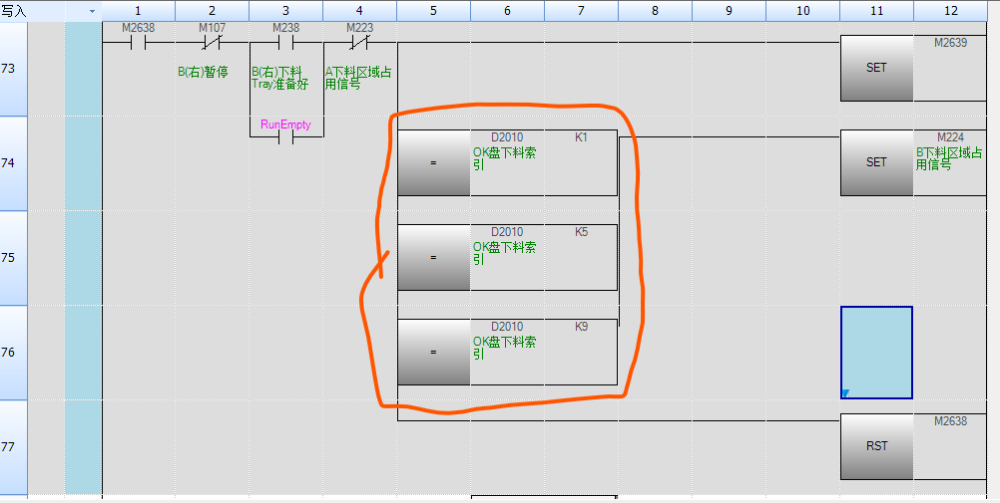 写入 1 2 3 4 5 6 7 8 9 10 11 12
M2638 M107 M238 M223 M2639
73 B(右)暂停 B(右)下料 A下料区域占 SET
Tray准备好 用信号
RunEmpty
D2010 K1 M224
74 = OK盘下料索 SET B下料区域占
引 用信号
D2010 K5
75 = OK盘下料索
引
D2010 K9
76 = OK盘下料索
引
M2638
77 RST